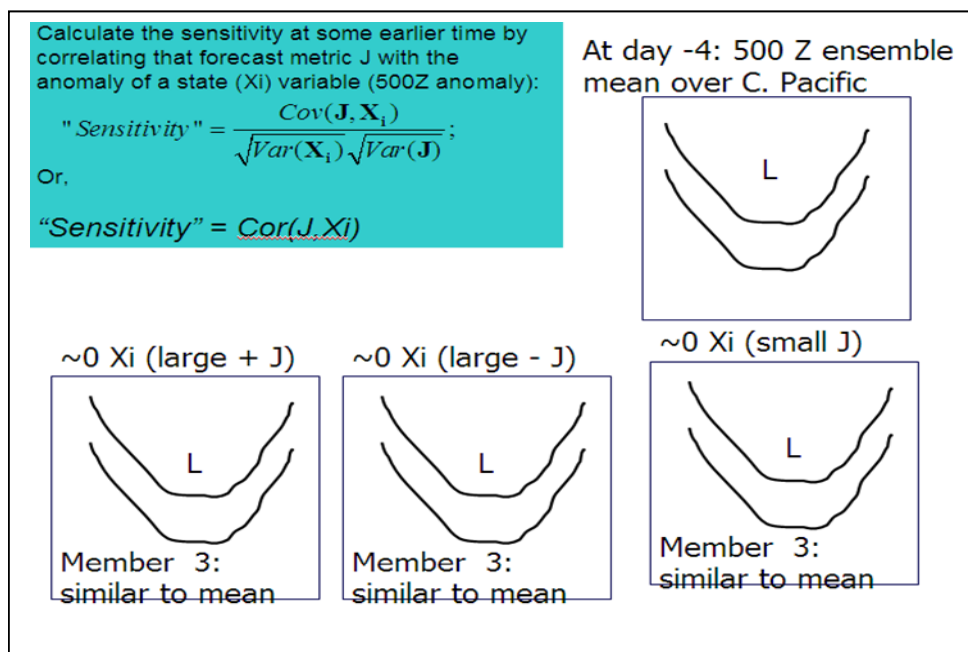 Calculate the sensitivity at some earlier time by
correlating that forecast metric J with the
anomaly of a state (Xi) variable (500Z anomaly):
"Sensitivity" = Cov(J, Xᵢ) / √Var(Xᵢ) √Var(J) ;
Or,
“Sensitivity” = Cor(J,Xi)
At day -4: 500 Z ensemble
mean over C. Pacific
L
~0 Xi (large + J)
L
Member 3:
similar to mean
~0 Xi (large - J)
L
Member 3:
similar to mean
~0 Xi (small J)
L
Member 3:
similar to mean